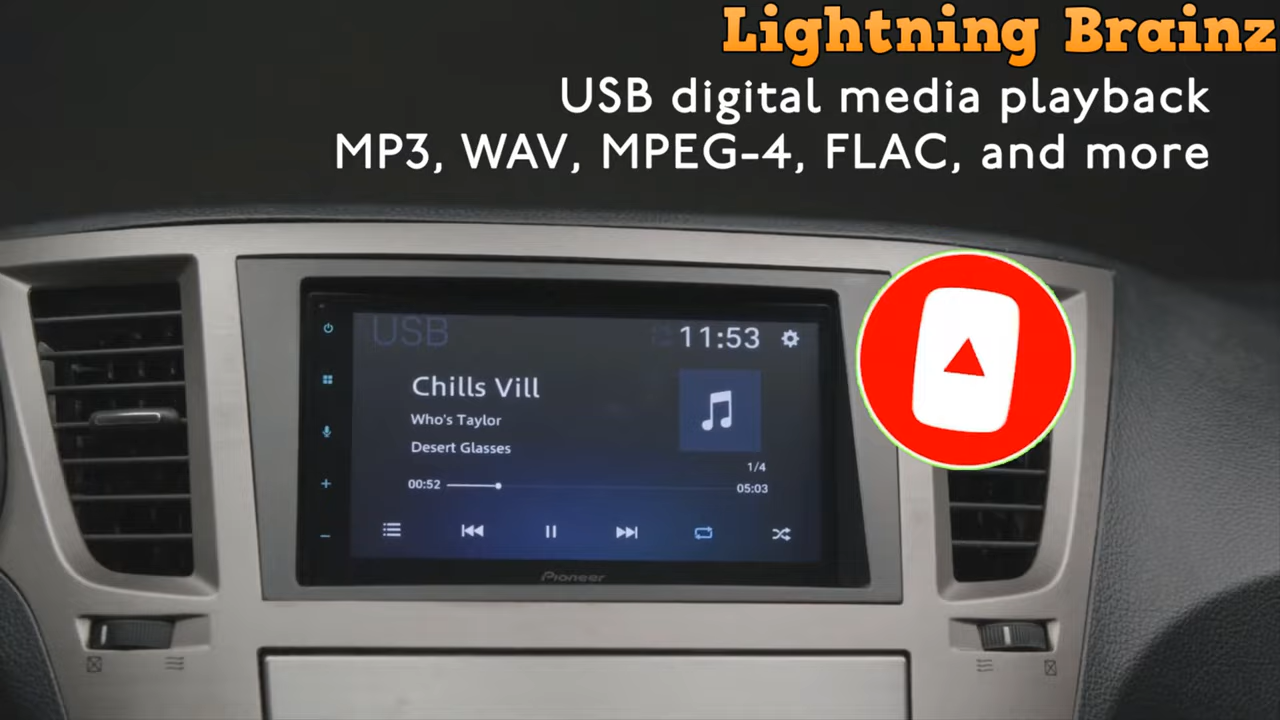 Lightning Brainz
USB digital media playback
MP3, WAV, MPEG-4, FLAC, and more
USB
11:53
Chills Vill
Who's Taylor
Desert Glasses
1/4
00:52
05:03
Pioneer